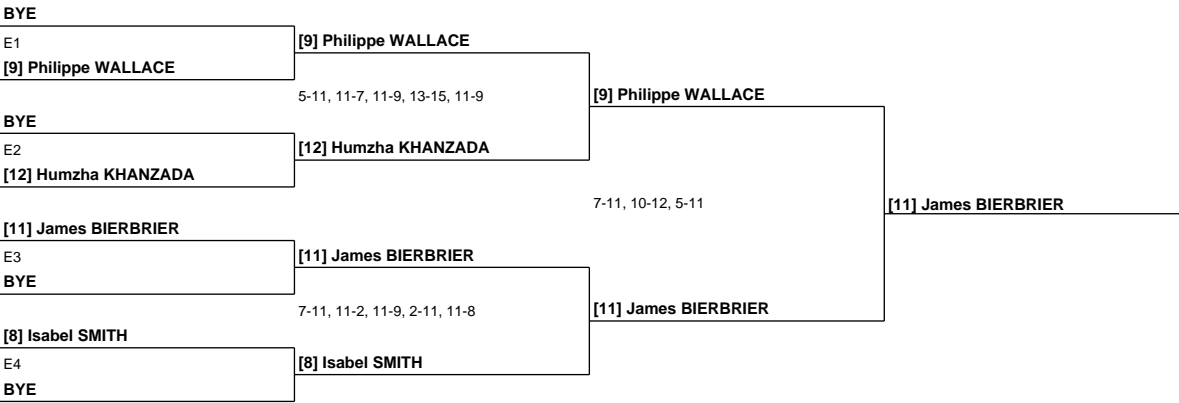 BYE
E1
[9] Philippe WALLACE
BYE
E2
[12] Humzha KHANZADA
[11] James BIERBRIER
E3
BYE
[8] Isabel SMITH
E4
BYE
[9] Philippe WALLACE
5-11, 11-7, 11-9, 13-15, 11-9
[12] Humzha KHANZADA
[11] James BIERBRIER
7-11, 11-2, 11-9, 2-11, 11-8
[8] Isabel SMITH
[9] Philippe WALLACE
7-11, 10-12, 5-11
[11] James BIERBRIER
[11] James BIERBRIER